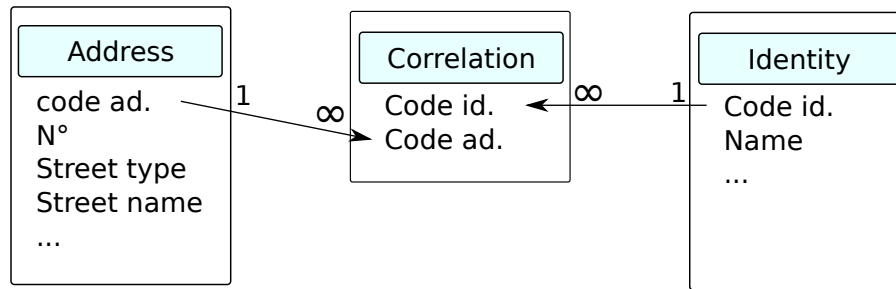 Address
code ad.
N°
Street type
Street name
...
1
∞
Correlation
Code id.
Code ad.
∞
1
Identity
Code id.
Name
...